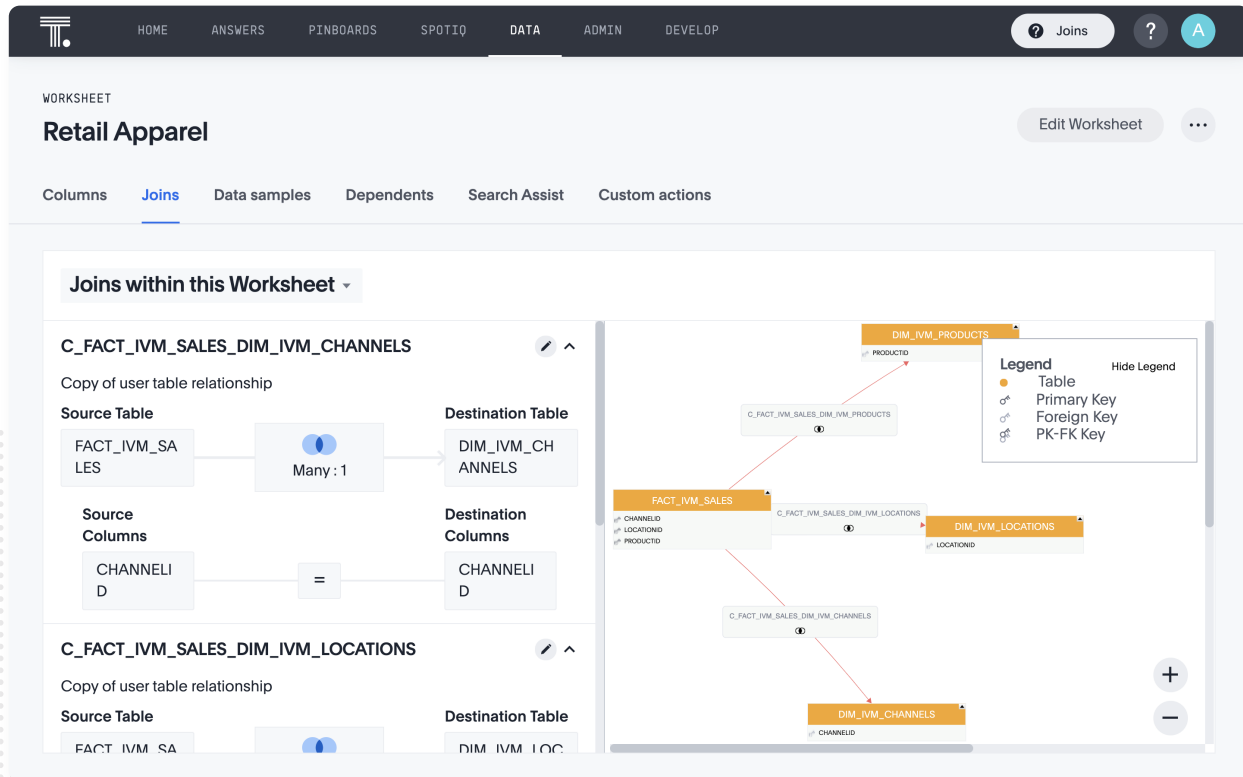 HOME ANSWERS PINBOARDS SPOTIQ DATA ADMIN DEVELOP ? Joins ? A
WORKSHEET
Retail Apparel
Edit Worksheet ...
Columns Joins Data samples Dependents Search Assist Custom actions
Joins within this Worksheet
C_FACT_IVM_SALES_DIM_IVM_CHANNELS
Copy of user table relationship
Source Table Destination Table
FACT_IVM_SA
LES
Many : 1
DIM_IVM_CH
ANNELS
Source
Columns
Destination
Columns
CHANNELI
D
=
CHANNELI
D
C_FACT_IVM_SALES_DIM_IVM_LOCATIONS
Copy of user table relationship
Source Table Destination Table
FACT_IVM_SA DIM_IVM_LOC
DIM_IVM_PRODUCTS
PRODUCTID
Legend Hide Legend
Table
Primary Key
Foreign Key
PK-FK Key
C_FACT_IVM_SALES_DIM_IVM_PRODUCTS
FACT_IVM_SALES
CHANNELID
LOCATIONID
PRODUCTID
C_FACT_IVM_SALES_DIM_IVM_LOCATIONS
DIM_IVM_LOCATIONS
LOCATIONID
C_FACT_IVM_SALES_DIM_IVM_CHANNELS
DIM_IVM_CHANNELS
CHANNELID
+
−